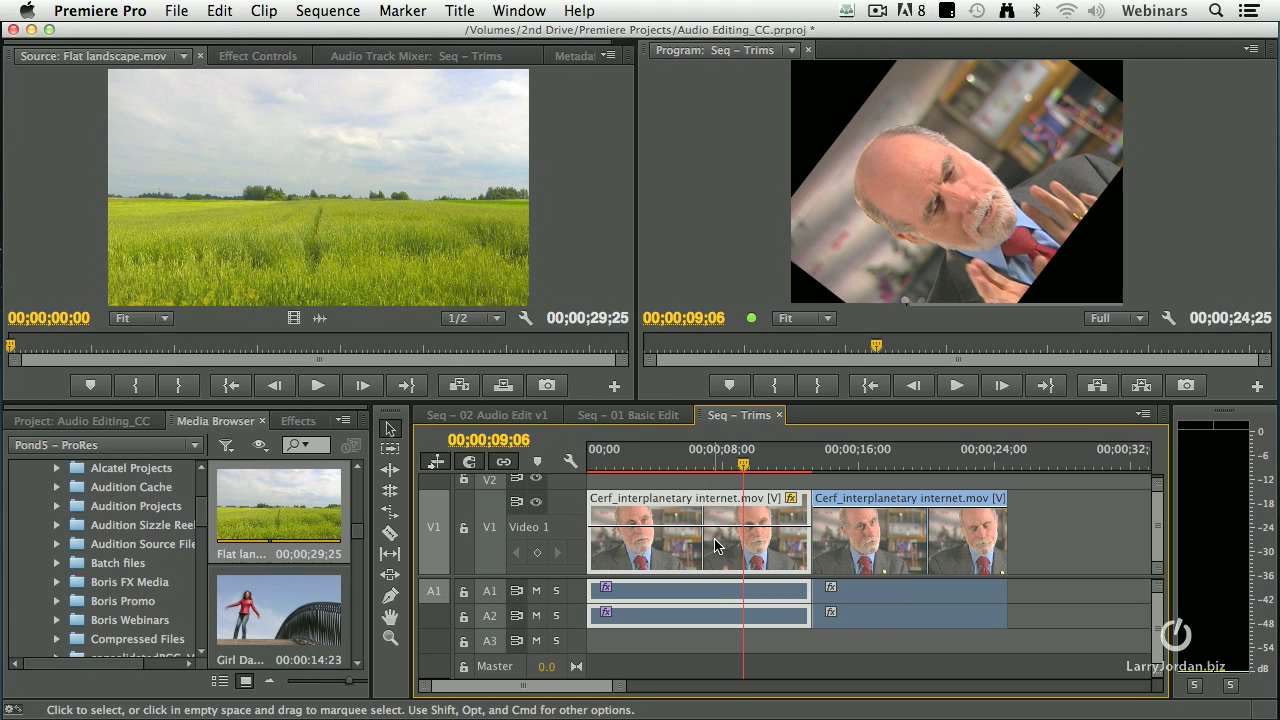 Premiere Pro File Edit Clip Sequence Marker Title Window Help 8 Webinars
/Volumes/2nd Drive/Premiere Projects/Audio Editing_CC.prproj *
Source: Flat landscape.mov Effect Controls Audio Track Mixer: Seq - Trims Metada
Program: Seq - Trims
00;00;00;00 Fit 1/2 00;00;29;25
00;00;09;06 Fit Full 00;00;24;25
Project: Audio Editing_CC Media Browser Effects
Pond5 - ProRes
Alcatel Projects
Audition Cache
Audition Projects
Audition Sizzle Reel
Audition Source File
Batch files
Boris FX Media
Boris Promo
Boris Webinars
Compressed Files
Flat lan... 00;00;29;25
Girl Da... 00:00:14:23
Seq - 02 Audio Edit v1 Seq - 01 Basic Edit Seq - Trims
00;00;09;06
00;00 00;00;08;00 00;00;16;00 00;00;24;00 00;00;32;
V2
Cerf_interplanetary internet.mov [V] fx Cerf_interplanetary internet.mov [V]
V1 V1 Video 1
A1 A1 M S fx fx
A2 M S fx fx
A3 M S
Master 0.0
0
-6
-12
-18
-24
-30
-36
-42
-48
-54
dB
S S
LarryJordan.biz
Click to select, or click in empty space and drag to marquee select. Use Shift, Opt, and Cmd for other options.